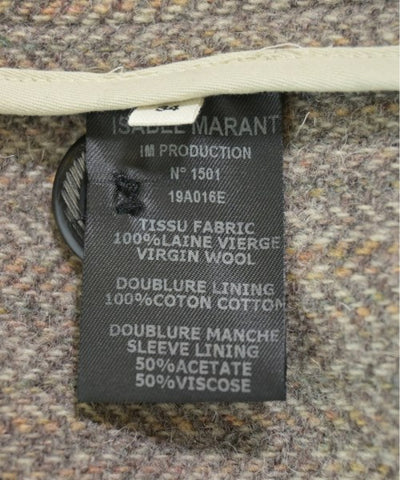 34
ISABEL MARANT
IM PRODUCTION
N° 1501
19A016E
TISSU FABRIC
100%LAINE VIERGE
VIRGIN WOOL
DOUBLURE LINING
100%COTON COTTON
DOUBLURE MANCHE
SLEEVE LINING
50%ACETATE
50%VISCOSE